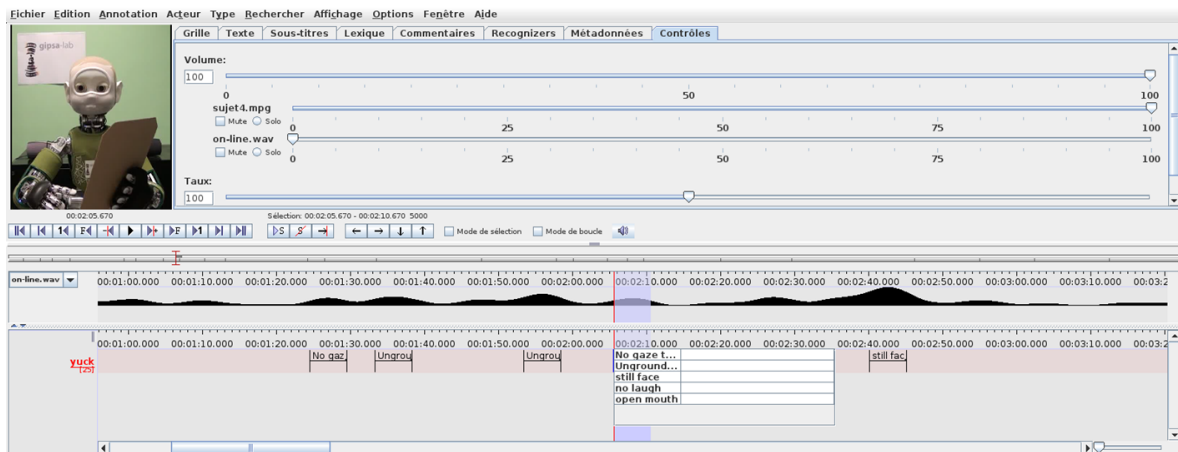 Fichier Edition Annotation Acteur Type Rechercher Affichage Options Fenêtre Ajde
gipsa-lab
Grille Texte Sous-titres Lexique Commentaires Recognizers Métadonnées Contrôles
Volume:
100
0 50 100
sujet4.mpg
Mute Solo
0 25 50 75 100
on-line.wav
Mute Solo
0 25 50 75 100
Taux:
100
00:02:05.670
Sélection: 00:02:05.670 - 00:02:10.670 5000
Mode de sélection Mode de boucle
on-line.wav
00:01:00.000 00:01:10.000 00:01:20.000 00:01:30.000 00:01:40.000 00:01:50.000 00:02:00.000 00:02:10.000 00:02:20.000 00:02:30.000 00:02:40.000 00:02:50.000 00:03:00.000 00:03:10.000 00:03:2
00:01:00.000 00:01:10.000 00:01:20.000 00:01:30.000 00:01:40.000 00:01:50.000 00:02:00.000 00:02:10.000 00:02:20.000 00:02:30.000 00:02:40.000 00:02:50.000 00:03:00.000 00:03:10.000 00:03:2
yuck
[25]
No gaz Ungrou Ungrou still fac
No gaze t...
Unground...
still face
no laugh
open mouth